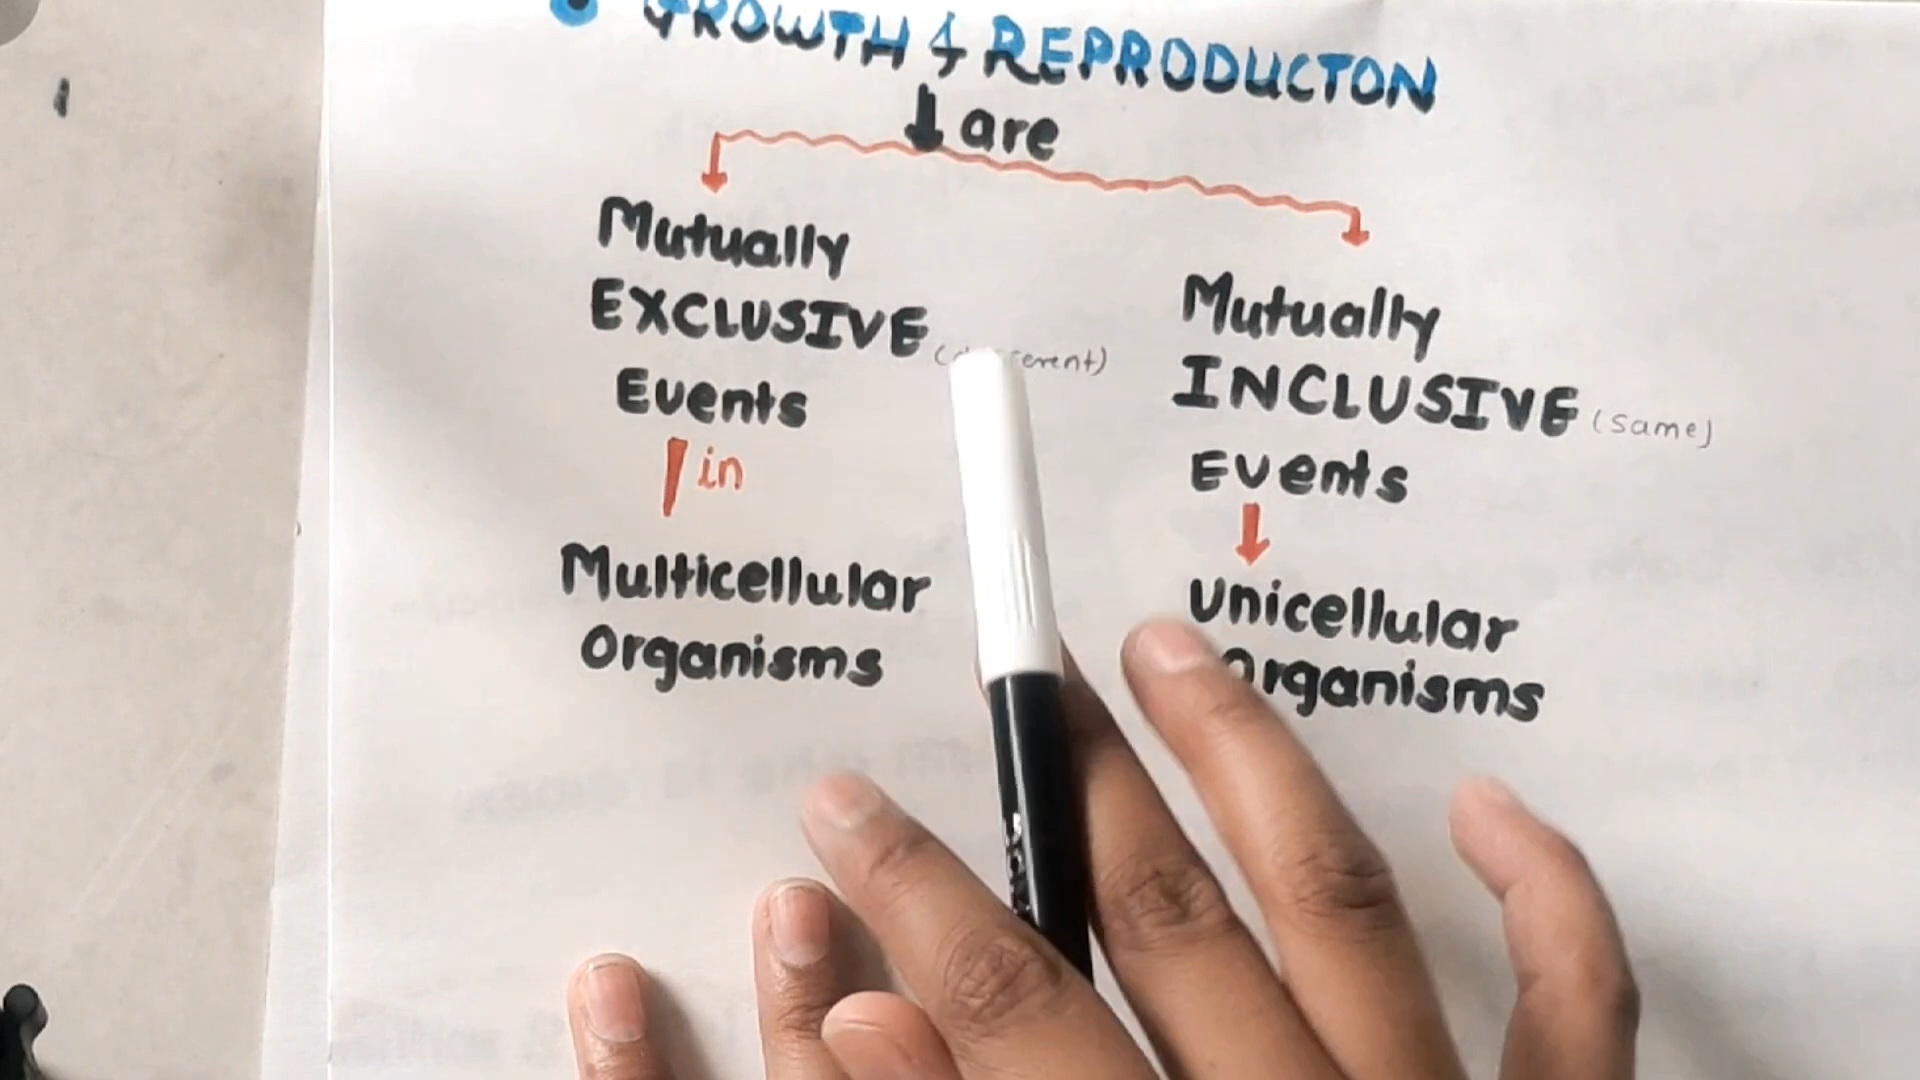 GROWTH & REPRODUCTON
are
Mutually
EXCLUSIVE
Events
in
Multicellular
organisms
Mutually
INCLUSIVE (same)
Events
Unicellular
organisms